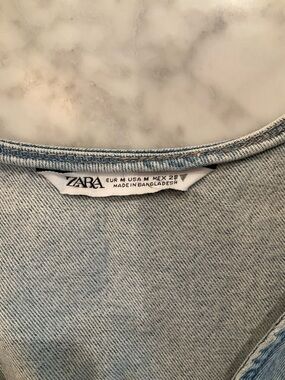 ZARA
EUR M USA M MEX 28
MADE IN BANGLADESH